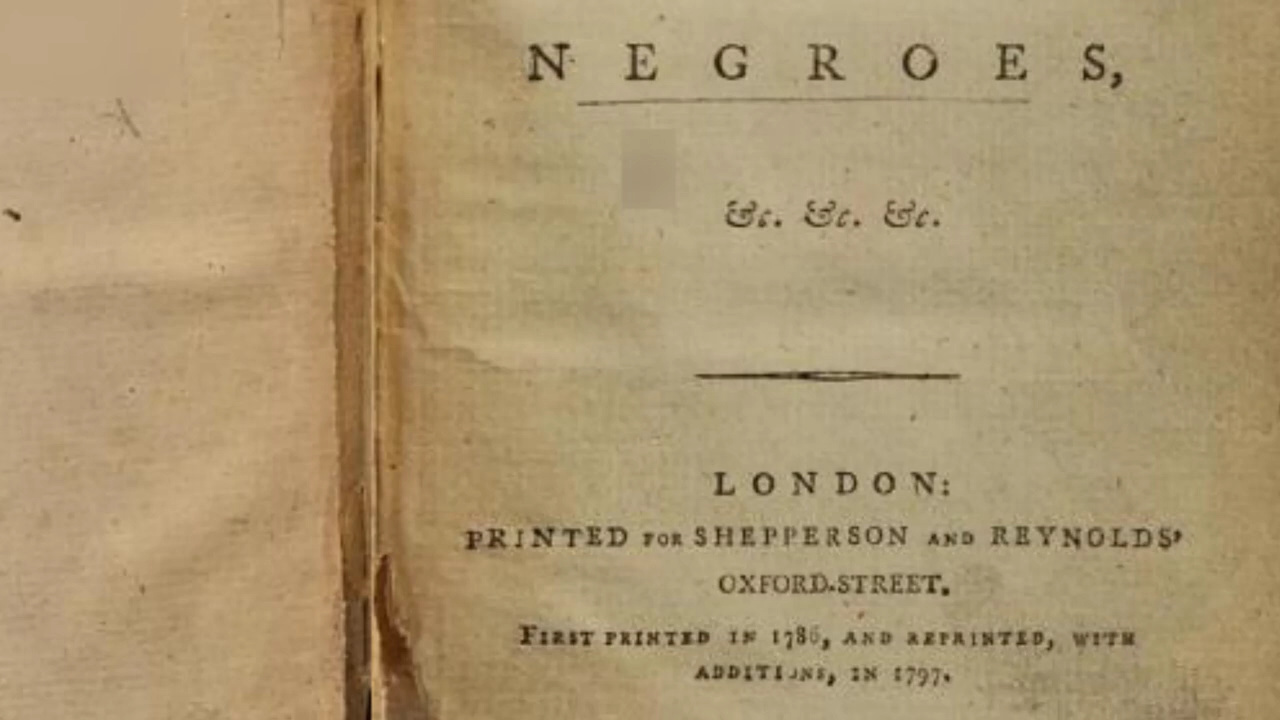 NEGROES,
&c. &c. &c.
LONDON:
PRINTED FOR SHEPPERSON AND REYNOLDS,
OXFORD-STREET.
FIRST PRINTED IN 1786, AND REPRINTED, WITH
ADDITIONS, IN 1797.